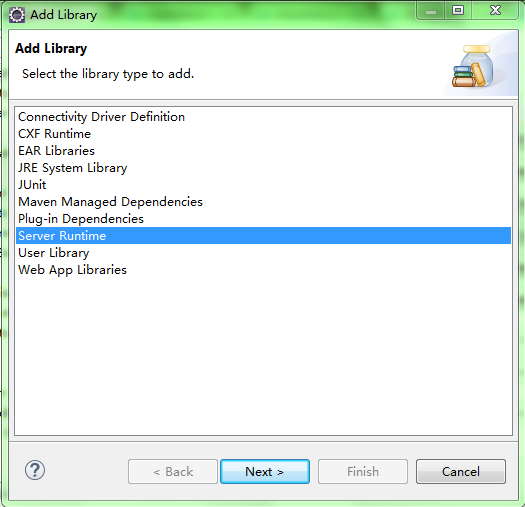 Add Library
Add Library
Select the library type to add.
Connectivity Driver Definition
CXF Runtime
EAR Libraries
JRE System Library
JUnit
Maven Managed Dependencies
Plug-in Dependencies
Server Runtime
User Library
Web App Libraries
? < Back Next > Finish Cancel